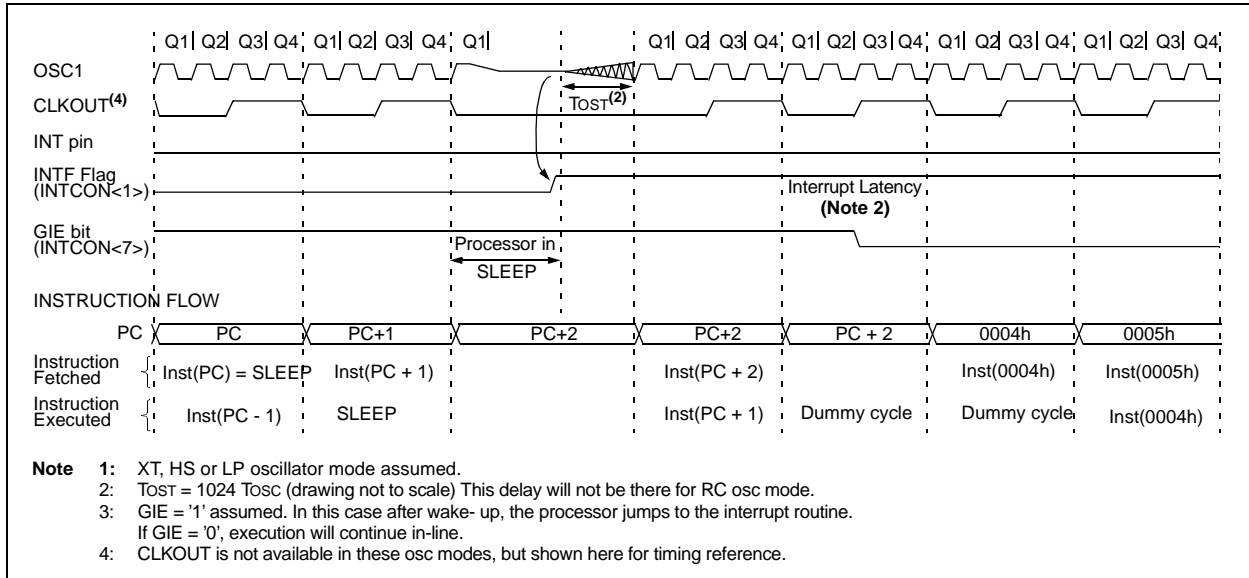 Q1 Q2 Q3 Q4 Q1 Q2 Q3 Q4 Q1 Q1 Q2 Q3 Q4 Q1 Q2 Q3 Q4 Q1 Q2 Q3 Q4 Q1 Q2 Q3 Q4
OSC1
TOST(2)
CLKOUT(4)
INT pin
INTF Flag
(INTCON<1>)
Interrupt Latency
(Note 2)
GIE bit
(INTCON<7>)
Processor in
SLEEP
INSTRUCTION FLOW
PC PC PC+1 PC+2 PC+2 PC + 2 0004h 0005h
Instruction
Fetched
Inst(PC) = SLEEP Inst(PC + 1) Inst(PC + 2) Inst(0004h) Inst(0005h)
Instruction
Executed
Inst(PC - 1) SLEEP Inst(PC + 1) Dummy cycle Dummy cycle Inst(0004h)
Note 1: XT, HS or LP oscillator mode assumed.
2: TOST = 1024 TOSC (drawing not to scale) This delay will not be there for RC osc mode.
3: GIE = '1' assumed. In this case after wake- up, the processor jumps to the interrupt routine.
If GIE = '0', execution will continue in-line.
4: CLKOUT is not available in these osc modes, but shown here for timing reference.